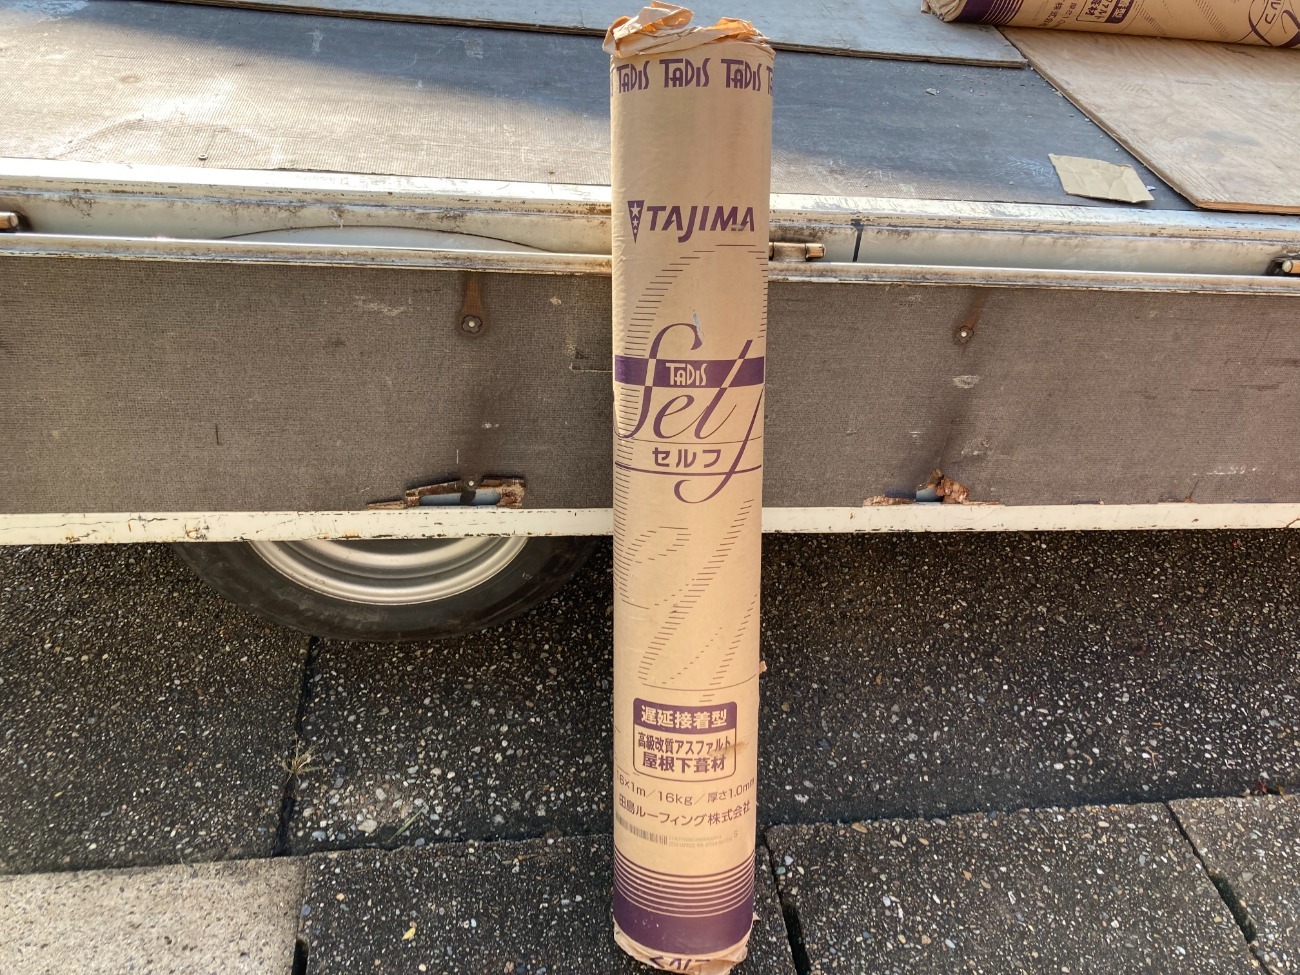 TADIS TADIS TADIS
TAJIMA
TADIS
Self
セルフ
遅延接着型
高級改質アスファルト
屋根下葺材
16×1m/16kg/厚さ1.0mm
田島ルーフィング株式会社